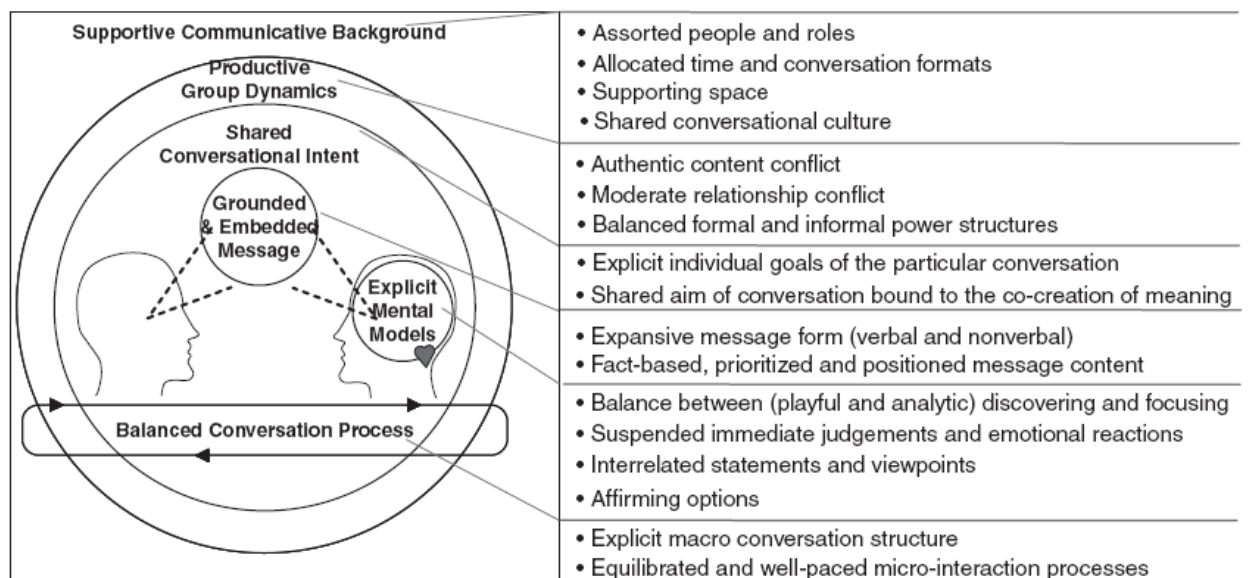 Supportive Communicative Background
Productive
Group Dynamics
Shared
Conversational Intent
Grounded
& Embedded
Message
Explicit
Mental
Models
Balanced Conversation Process
• Assorted people and roles
• Allocated time and conversation formats
• Supporting space
• Shared conversational culture
• Authentic content conflict
• Moderate relationship conflict
• Balanced formal and informal power structures
• Explicit individual goals of the particular conversation
• Shared aim of conversation bound to the co-creation of meaning
• Expansive message form (verbal and nonverbal)
• Fact-based, prioritized and positioned message content
• Balance between (playful and analytic) discovering and focusing
• Suspended immediate judgements and emotional reactions
• Interrelated statements and viewpoints
• Affirming options
• Explicit macro conversation structure
• Equilibrated and well-paced micro-interaction processes